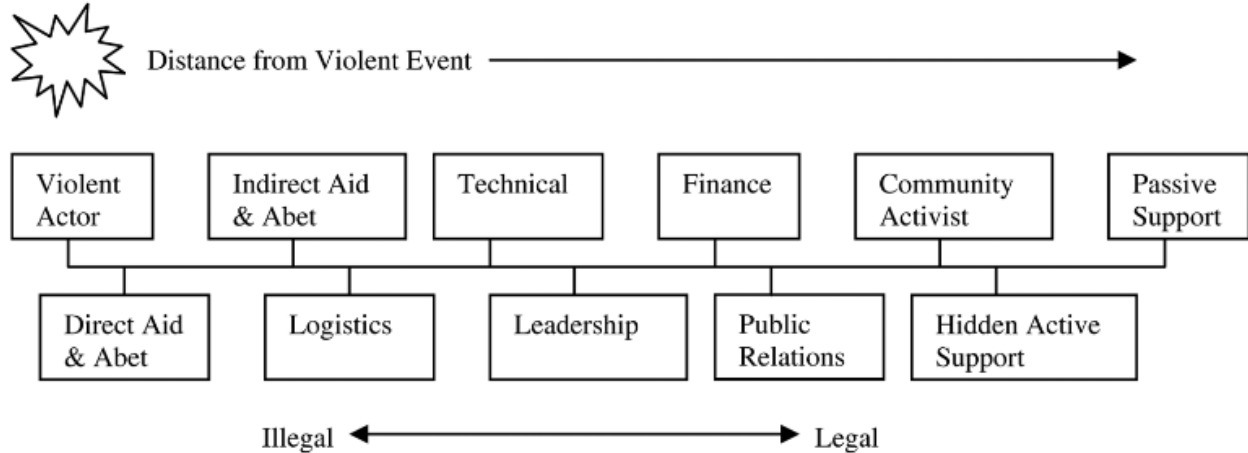 Distance from Violent Event
Violent
Actor
Indirect Aid
& Abet
Technical
Finance
Community
Activist
Passive
Support
Direct Aid
& Abet
Logistics
Leadership
Public
Relations
Hidden Active
Support
Illegal
Legal